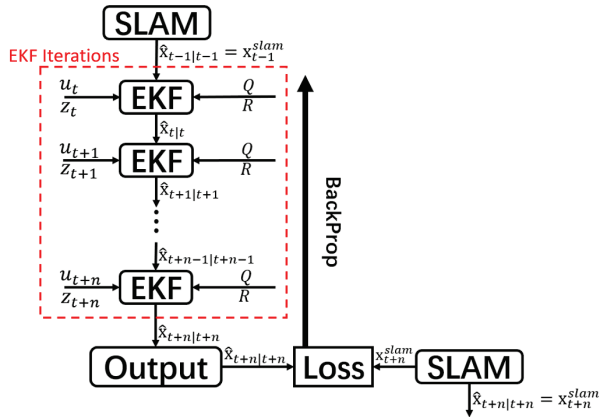 SLAM
x̂_{t-1|t-1} = x_{t-1}^{slam}
EKF Iterations
u_t
z_t
EKF
Q
R
x̂_{t|t}
u_{t+1}
z_{t+1}
EKF
Q
R
x̂_{t+1|t+1}
x̂_{t+n-1|t+n-1}
u_{t+n}
z_{t+n}
EKF
Q
R
BackProp
x̂_{t+n|t+n}
Output
x̂_{t+n|t+n}
Loss
x_{t+n}^{slam}
SLAM
x̂_{t+n|t+n} = x_{t+n}^{slam}